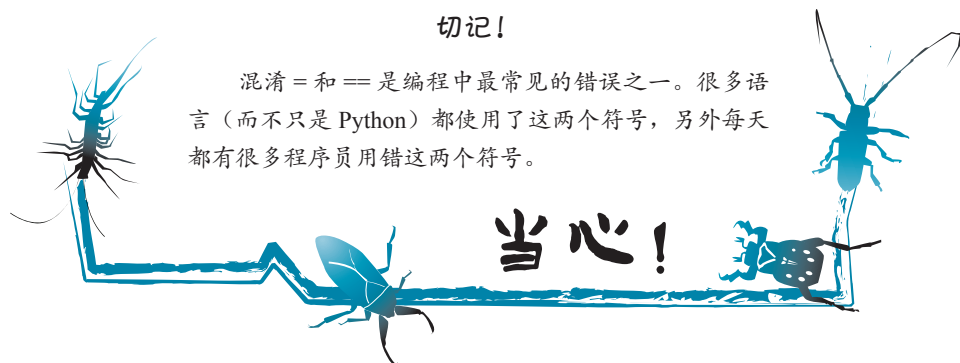 切记！
混淆 = 和 == 是编程中最常见的错误之一。很多语
言（而不只是 Python）都使用了这两个符号，另外每天
都有很多程序员用错这两个符号。
当心！